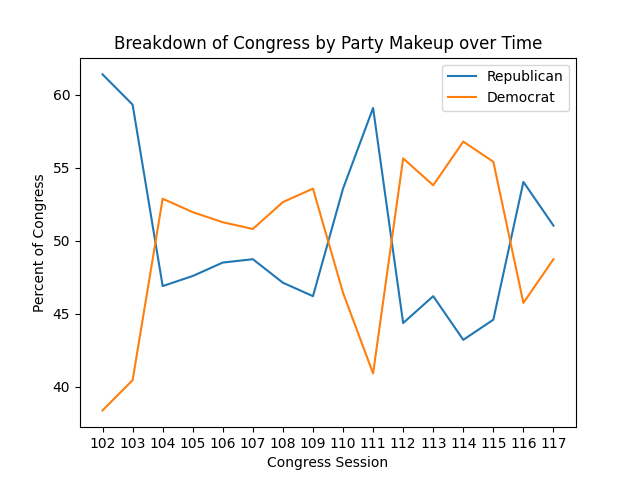 Breakdown of Congress by Party Makeup over Time
Republican
Democrat
60
55
50
45
40
Percent of Congress
102 103 104 105 106 107 108 109 110 111 112 113 114 115 116 117
Congress Session